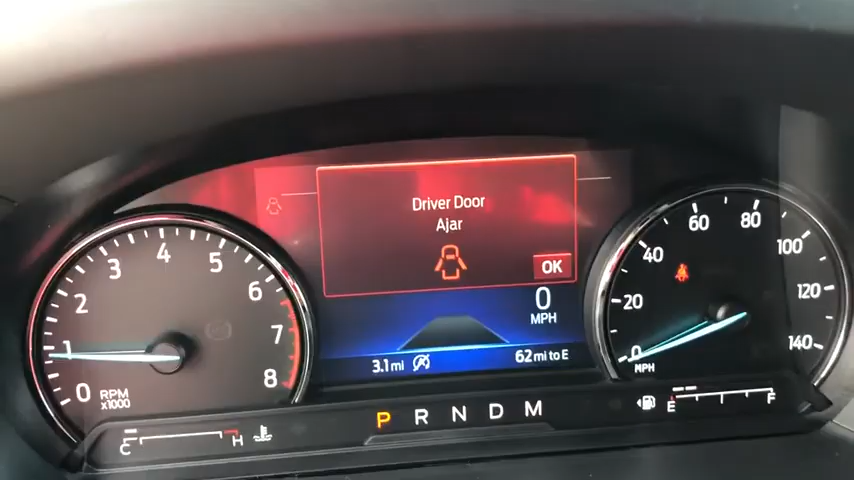 Driver Door
Ajar
OK
0
MPH
3.1 mi
62 mi to E
0
1
2
3
4
5
6
7
8
RPM
x1000
0
20
40
60
80
100
120
140
MPH
C
H
P R N D M
E
F